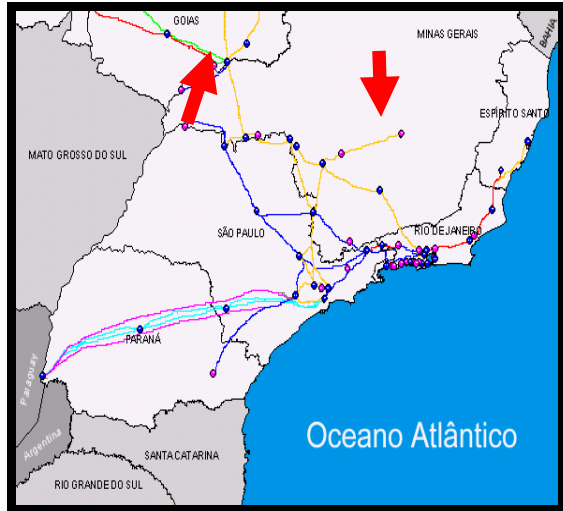 GOIAS
MINAS GERAIS
BAHIA
ESPÍRITO SANTO
MATO GROSSO DO SUL
SÃO PAULO
RIO DE JANEIRO
PARANÁ
Paraguay
Argentina
Oceano Atlântico
SANTA CATARINA
RIO GRANDE DO SUL